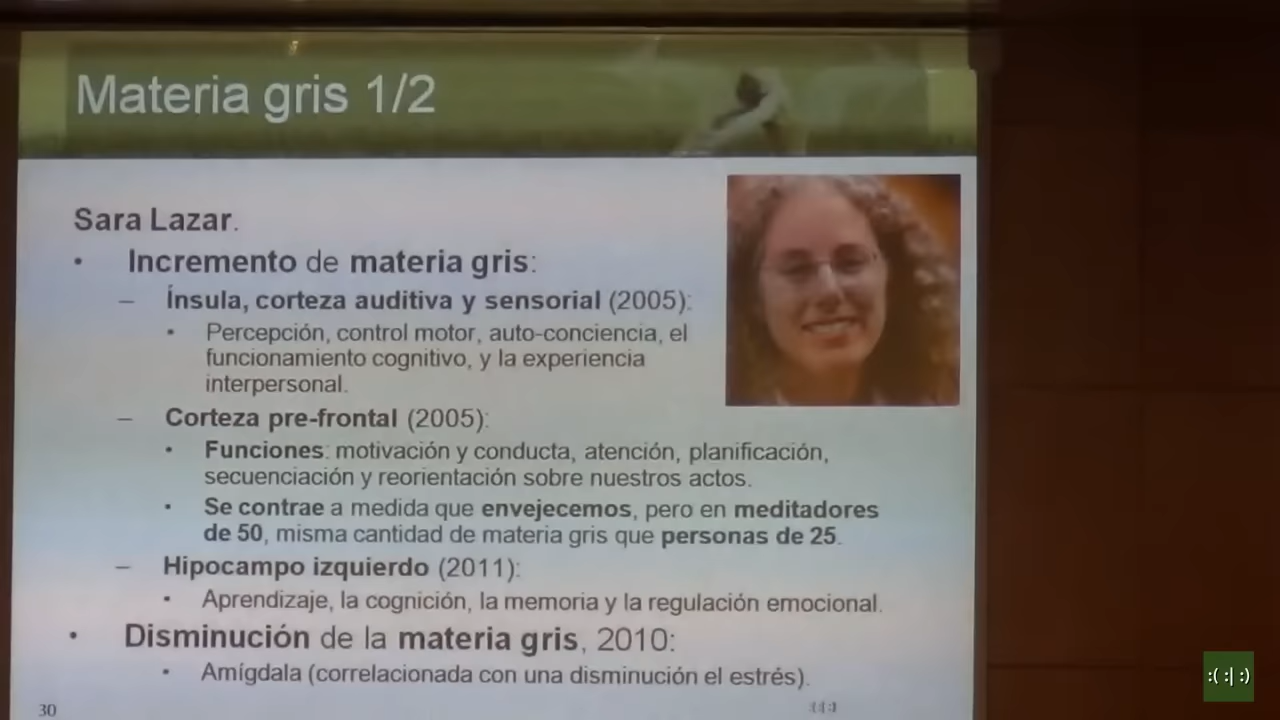 Materia gris 1/2
Sara Lazar.
• Incremento de materia gris:
– Ínsula, corteza auditiva y sensorial (2005):
• Percepción, control motor, auto-conciencia, el
funcionamiento cognitivo, y la experiencia
interpersonal.
– Corteza pre-frontal (2005):
• Funciones: motivación y conducta, atención, planificación,
secuenciación y reorientación sobre nuestros actos.
• Se contrae a medida que envejecemos, pero en meditadores
de 50, misma cantidad de materia gris que personas de 25.
– Hipocampo izquierdo (2011):
• Aprendizaje, la cognición, la memoria y la regulación emocional.
• Disminución de la materia gris, 2010:
• Amígdala (correlacionada con una disminución el estrés).
30
:( :| :)
:( :| :)